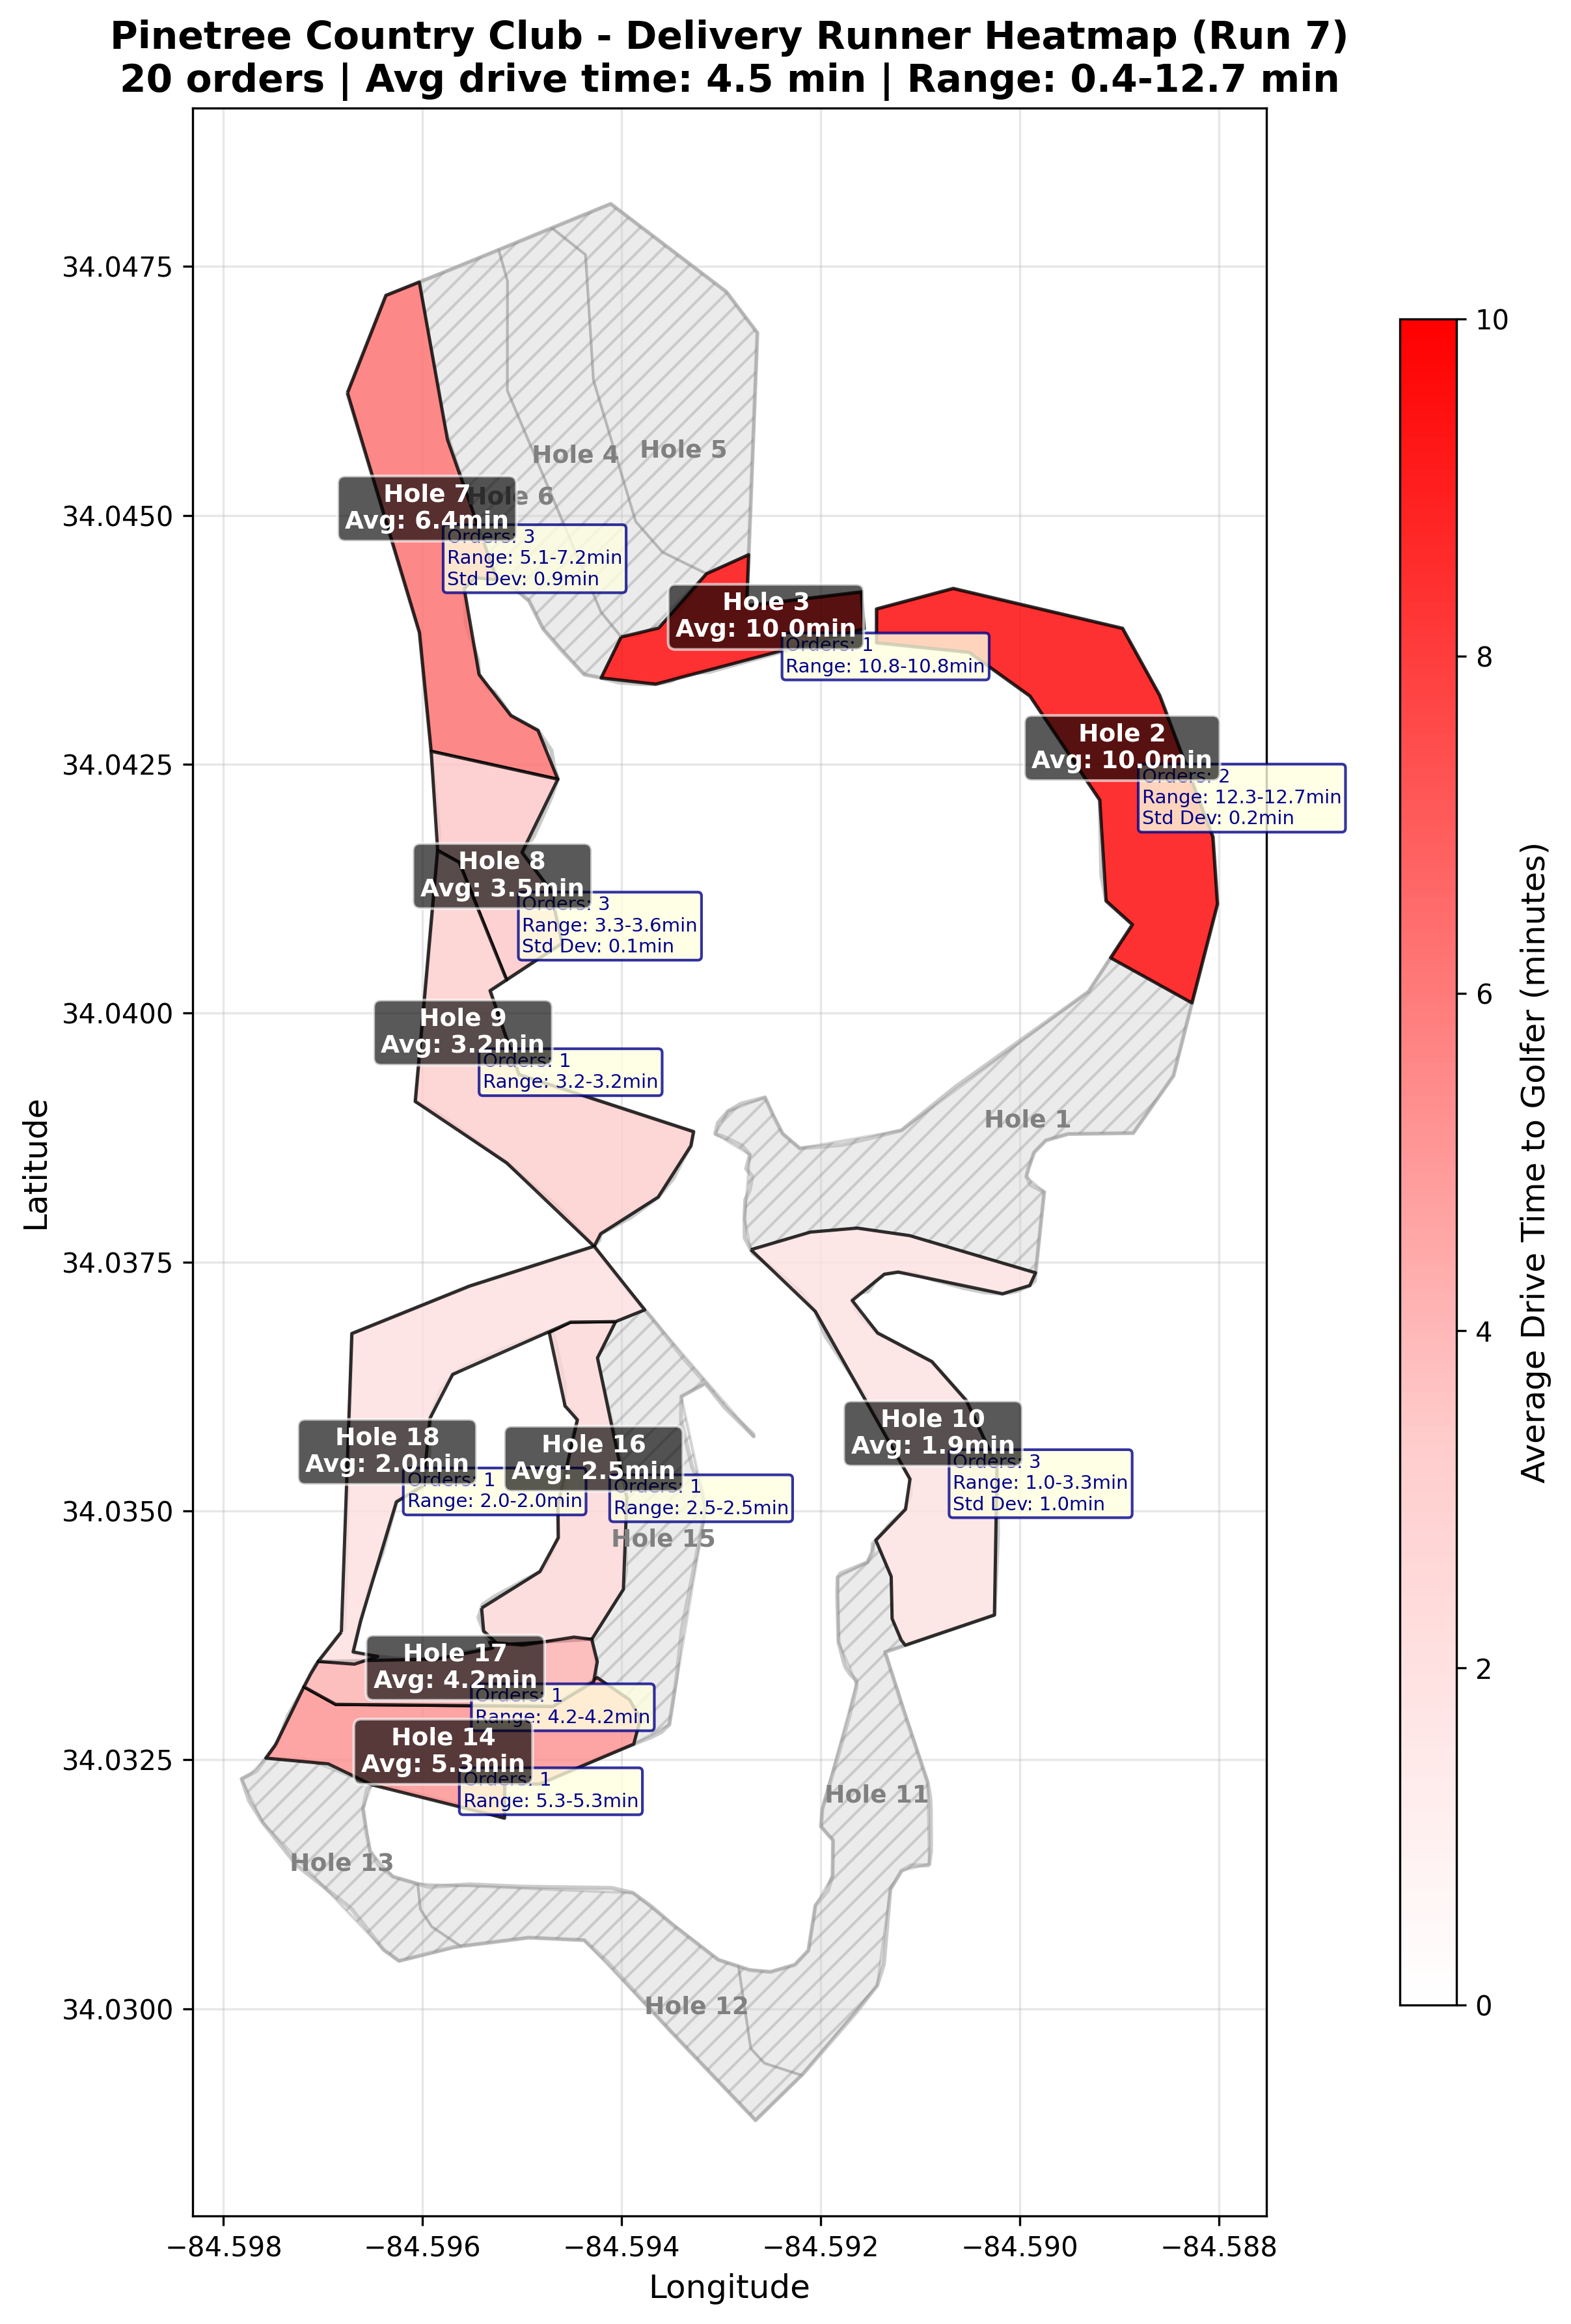 Pinetree Country Club - Delivery Runner Heatmap (Run 7)
20 orders | Avg drive time: 4.5 min | Range: 0.4-12.7 min
34.0475
34.0450
34.0425
34.0400
34.0375
34.0350
34.0325
34.0300
Latitude
Hole 4
Hole 5
Hole 6
Hole 7
Avg: 6.4min
Orders: 3
Range: 5.1-7.2min
Std Dev: 0.9min
Hole 3
Avg: 10.0min
Orders: 1
Range: 10.8-10.8min
Hole 2
Avg: 10.0min
Orders: 2
Range: 12.3-12.7min
Std Dev: 0.2min
Hole 8
Avg: 3.5min
Orders: 3
Range: 3.3-3.6min
Std Dev: 0.1min
Hole 9
Avg: 3.2min
Orders: 1
Range: 3.2-3.2min
Hole 1
Hole 10
Avg: 1.9min
Orders: 3
Range: 1.0-3.3min
Std Dev: 1.0min
Hole 18
Avg: 2.0min
Orders: 1
Range: 2.0-2.0min
Hole 16
Avg: 2.5min
Orders: 1
Range: 2.5-2.5min
Hole 15
Hole 17
Avg: 4.2min
Orders: 1
Range: 4.2-4.2min
Hole 14
Avg: 5.3min
Orders: 1
Range: 5.3-5.3min
Hole 11
Hole 13
Hole 12
−84.598
−84.596
−84.594
−84.592
−84.590
−84.588
Longitude
10
8
6
4
2
0
Average Drive Time to Golfer (minutes)